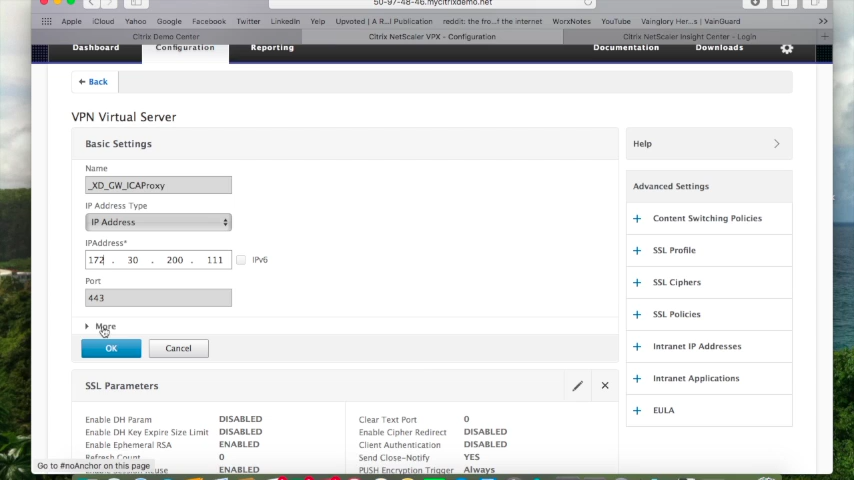 50-97-48-46.mycitrixdemo.net
Apple iCloud Yahoo Google Facebook Twitter LinkedIn Yelp Upvoted | A R...l Publication reddit: the fro...f the internet WorxNotes YouTube Vainglory Her...s | VainGuard
Citrix Demo Center Citrix NetScaler VPX - Configuration Citrix NetScaler Insight Center - Login
Dashboard Configuration Reporting Documentation Downloads
Back
VPN Virtual Server
Basic Settings
Name
_XD_GW_ICAProxy
IP Address Type
IP Address
IPAddress*
172 . 30 . 200 . 111 IPv6
Port
443
More
OK Cancel
SSL Parameters
Enable DH Param DISABLED
Enable DH Key Expire Size Limit DISABLED
Enable Ephemeral RSA ENABLED
Refresh Count 0
ENABLED
Clear Text Port 0
Enable Cipher Redirect DISABLED
Client Authentication DISABLED
Send Close-Notify YES
PUSH Encryption Trigger Always
Help
Advanced Settings
Content Switching Policies
SSL Profile
SSL Ciphers
SSL Policies
Intranet IP Addresses
Intranet Applications
EULA
Go to #noAnchor on this page